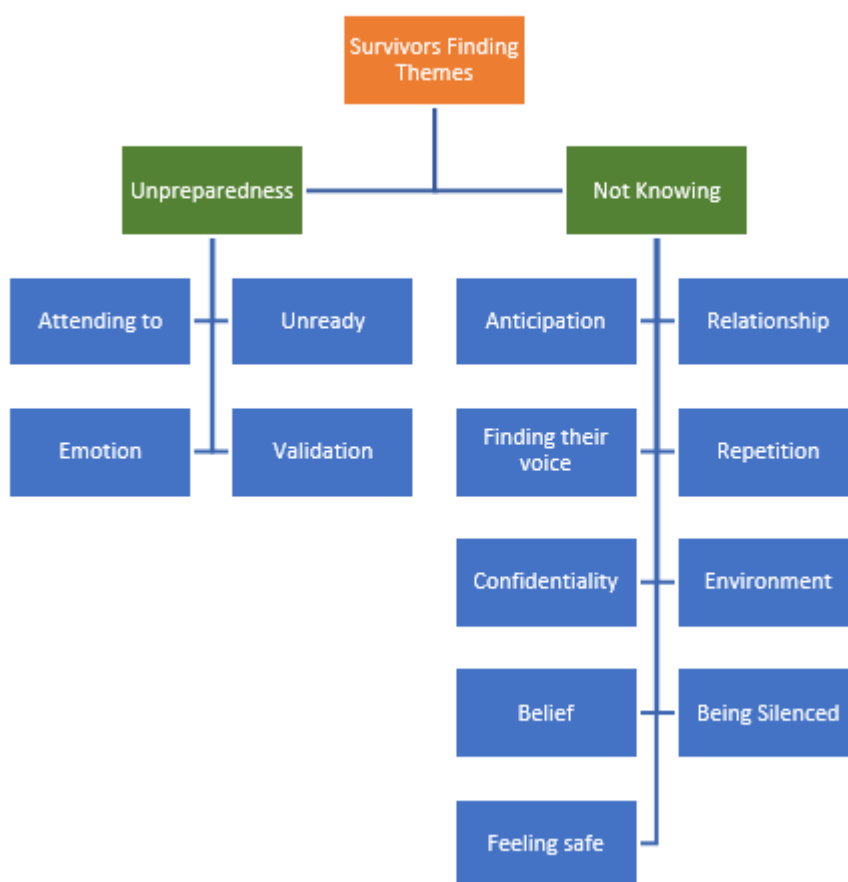 Survivors Finding
Themes
Unpreparedness
Not Knowing
Attending to
Unready
Anticipation
Relationship
Emotion
Validation
Finding their
voice
Repetition
Confidentiality
Environment
Belief
Being Silenced
Feeling safe